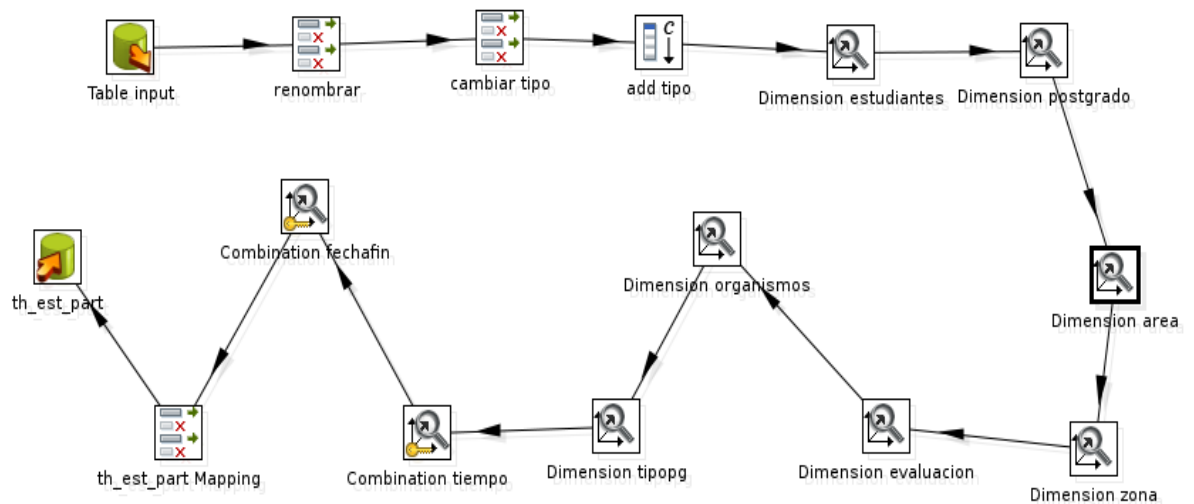 Table input
renombrar
cambiar tipo
add tipo
Dimension estudiantes
Dimension postgrado
Combination fechafin
Dimension organismos
th_est_part
Dimension area
th_est_part Mapping
Combination tiempo
Dimension tipopg
Dimension evaluacion
Dimension zona